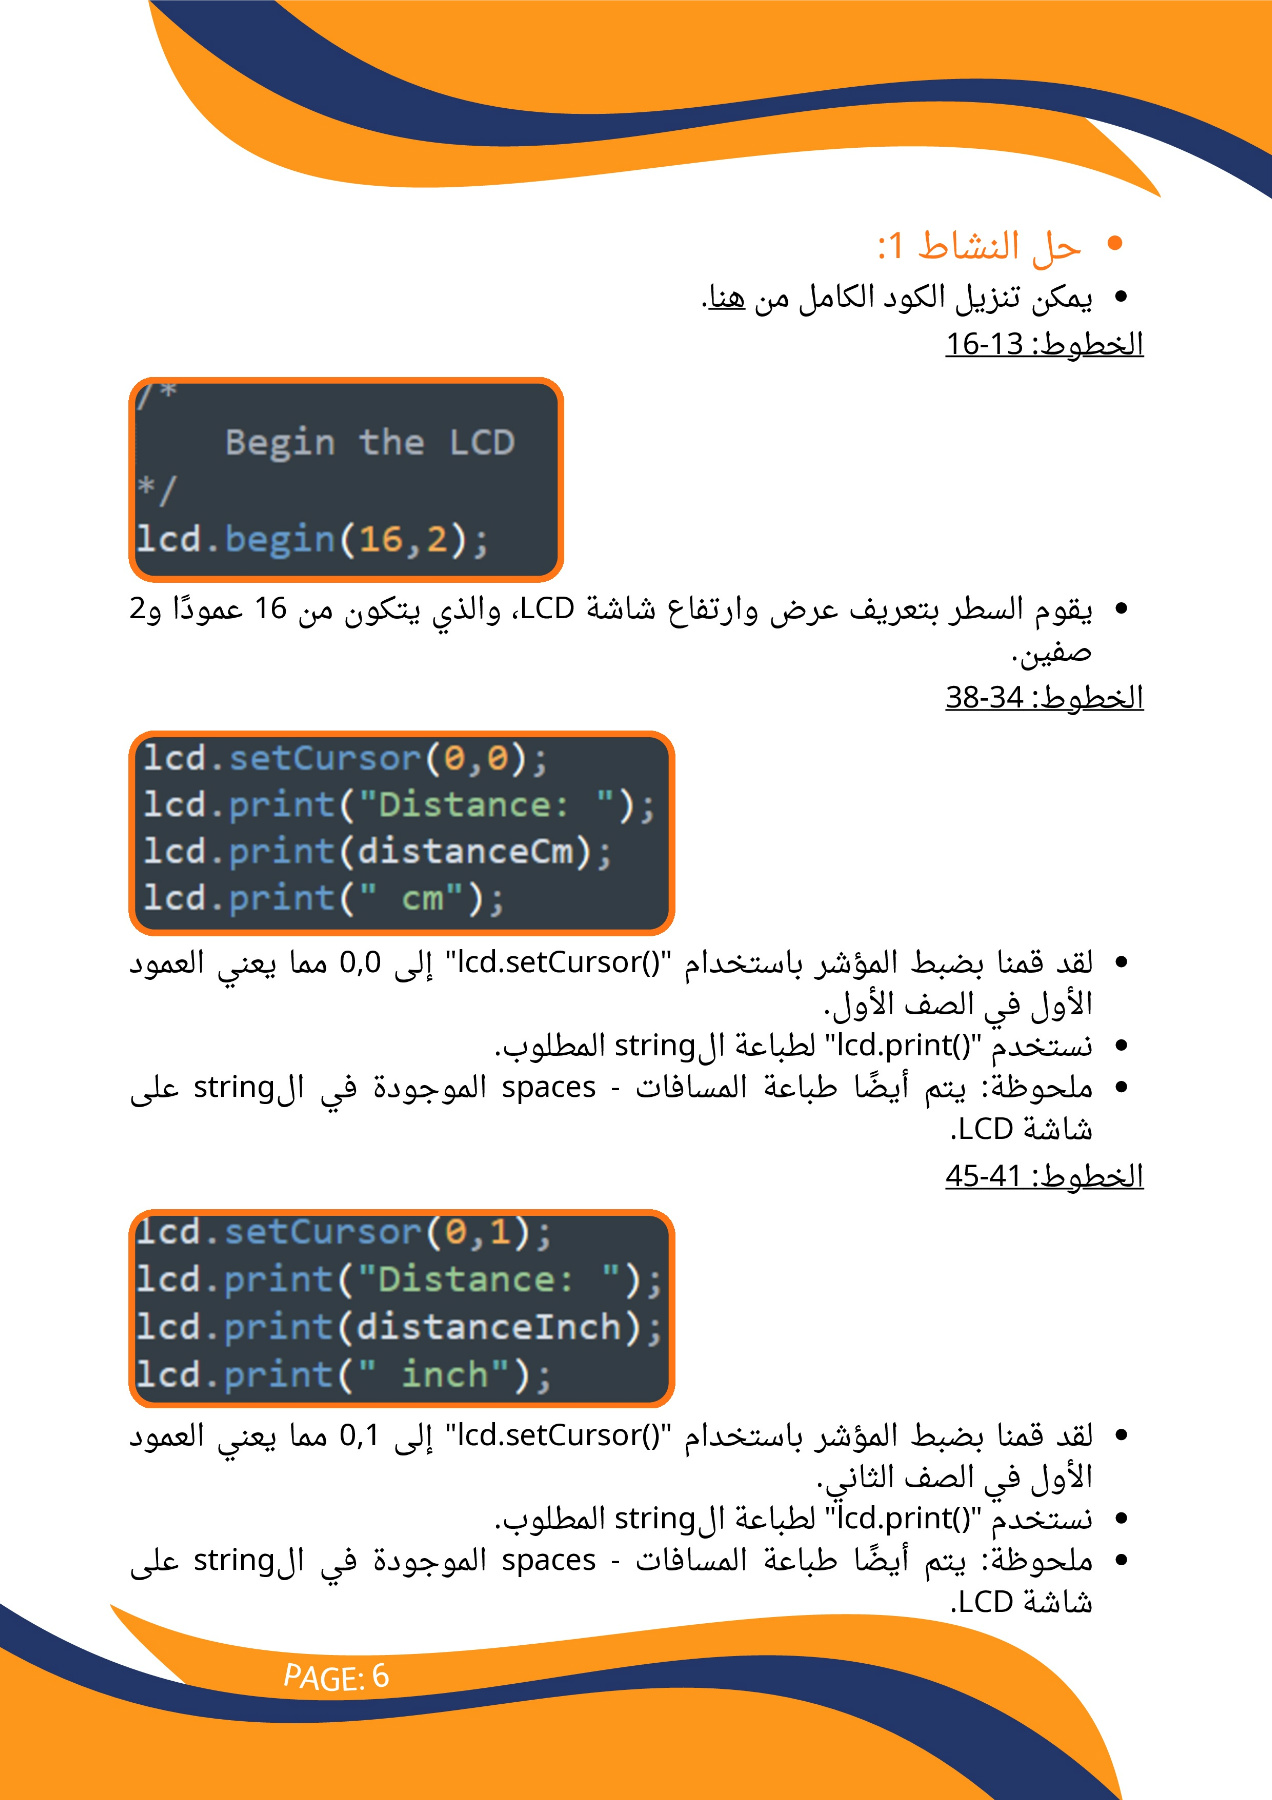 • حل النشاط 1:
• يمكن تنزيل الكود الكامل من هنا.
الخطوط: 13-16
/*
    Begin the LCD
*/
lcd.begin(16,2);
• يقوم السطر بتعريف عرض وارتفاع شاشة LCD، والذي يتكون من 16 عمودًا و2
صفين.
الخطوط: 34-38
lcd.setCursor(0,0);
lcd.print("Distance: ");
lcd.print(distanceCm);
lcd.print(" cm");
• لقد قمنا بضبط المؤشر باستخدام "lcd.setCursor()" إلى 0,0 مما يعني العمود
الأول في الصف الأول.
• نستخدم "lcd.print()" لطباعة الstring المطلوب.
• ملحوظة: يتم أيضًا طباعة المسافات - spaces الموجودة في الstring على
شاشة LCD.
الخطوط: 41-45
lcd.setCursor(0,1);
lcd.print("Distance: ");
lcd.print(distanceInch);
lcd.print(" inch");
• لقد قمنا بضبط المؤشر باستخدام "lcd.setCursor()" إلى 0,1 مما يعني العمود
الأول في الصف الثاني.
• نستخدم "lcd.print()" لطباعة الstring المطلوب.
• ملحوظة: يتم أيضًا طباعة المسافات - spaces الموجودة في الstring على
شاشة LCD.
PAGE: 6